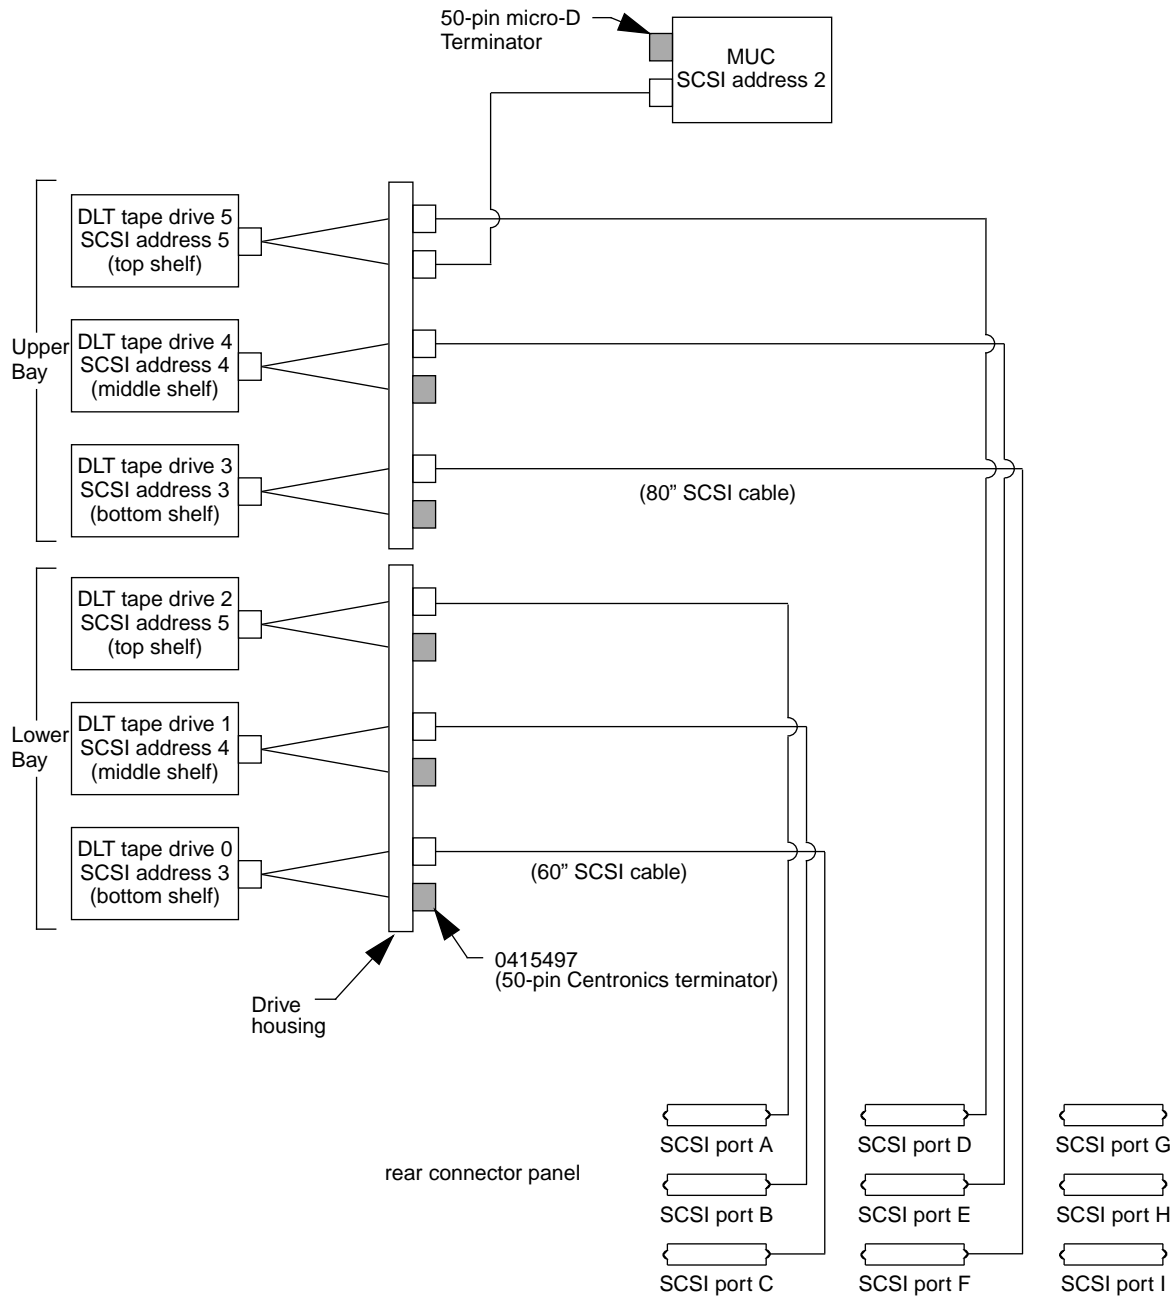 50-pin micro-D
Terminator
MUC
SCSI address 2
DLT tape drive 5
SCSI address 5
(top shelf)
Upper
Bay
DLT tape drive 4
SCSI address 4
(middle shelf)
DLT tape drive 3
SCSI address 3
(bottom shelf)
(80” SCSI cable)
DLT tape drive 2
SCSI address 5
(top shelf)
Lower
Bay
DLT tape drive 1
SCSI address 4
(middle shelf)
DLT tape drive 0
SCSI address 3
(bottom shelf)
(60” SCSI cable)
0415497
(50-pin Centronics terminator)
Drive
housing
rear connector panel
SCSI port A
SCSI port D
SCSI port G
SCSI port B
SCSI port E
SCSI port H
SCSI port C
SCSI port F
SCSI port I